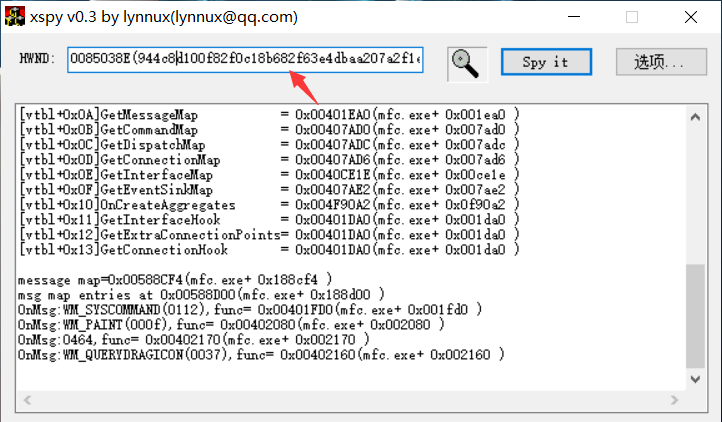 xspy v0.3 by lynnux(lynnux@qq.com)
HWND: 0085038E(944c8d100f82f0c18b682f63e4dbaa207a2f1e Spy it 选项...
[vtbl+0x0A]GetMessageMap = 0x00401EA0(mfc.exe+ 0x001ea0 )
[vtbl+0x0B]GetCommandMap = 0x00407AD0(mfc.exe+ 0x007ad0 )
[vtbl+0x0C]GetDispatchMap = 0x00407ADC(mfc.exe+ 0x007adc )
[vtbl+0x0D]GetConnectionMap = 0x00407AD6(mfc.exe+ 0x007ad6 )
[vtbl+0x0E]GetInterfaceMap = 0x0040CE1E(mfc.exe+ 0x00ce1e )
[vtbl+0x0F]GetEventSinkMap = 0x00407AE2(mfc.exe+ 0x007ae2 )
[vtbl+0x10]OnCreateAggregates = 0x004F90A2(mfc.exe+ 0x0f90a2 )
[vtbl+0x11]GetInterfaceHook = 0x00401DA0(mfc.exe+ 0x001da0 )
[vtbl+0x12]GetExtraConnectionPoints= 0x00401DA0(mfc.exe+ 0x001da0 )
[vtbl+0x13]GetConnectionHook = 0x00401DA0(mfc.exe+ 0x001da0 )
message map=0x00588CF4(mfc.exe+ 0x188cf4 )
msg map entries at 0x00588D00(mfc.exe+ 0x188d00 )
OnMsg:WM_SYSCOMMAND(0112),func= 0x00401FD0(mfc.exe+ 0x001fd0 )
OnMsg:WM_PAINT(000f),func= 0x00402080(mfc.exe+ 0x002080 )
OnMsg:0464,func= 0x00402170(mfc.exe+ 0x002170 )
OnMsg:WM_QUERYDRAGICON(0037),func= 0x00402160(mfc.exe+ 0x002160 )